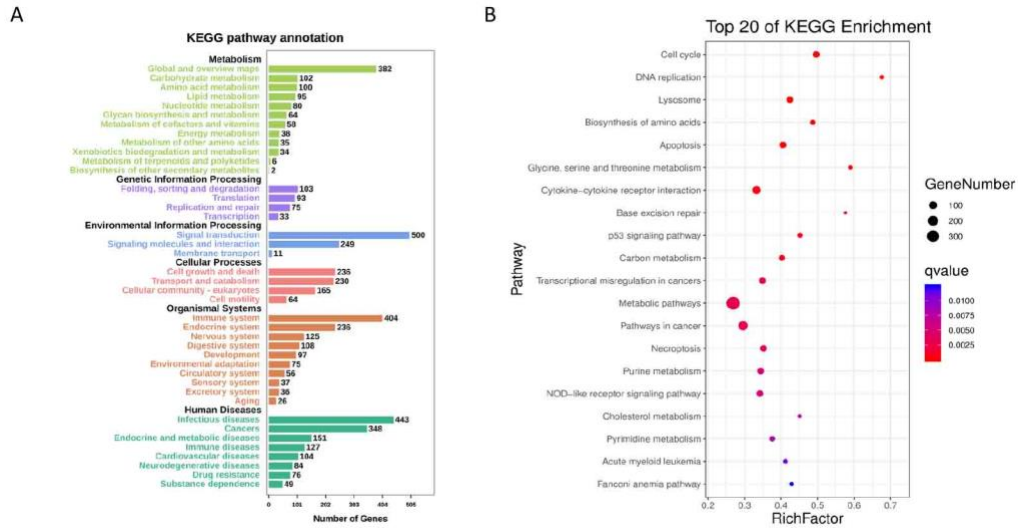 A
KEGG pathway annotation
Metabolism
Global and overview maps 382
Carbohydrate metabolism 102
Amino acid metabolism 100
Lipid metabolism 95
Nucleotide metabolism 80
Glycan biosynthesis and metabolism 64
Metabolism of cofactors and vitamins 58
Energy metabolism 38
Metabolism of other amino acids 35
Xenobiotics biodegradation and metabolism 34
Metabolism of terpenoids and polyketides 6
Biosynthesis of other secondary metabolites 2
Genetic Information Processing
Folding, sorting and degradation 103
Translation 93
Replication and repair 75
Transcription 33
Environmental Information Processing
Signal transduction 500
Signaling molecules and interaction 249
Membrane transport 11
Cellular Processes
Cell growth and death 236
Transport and catabolism 230
Cellular community - eukaryotes 165
Cell motility 64
Organismal Systems
Immune system 404
Endocrine system 236
Nervous system 125
Digestive system 108
Development 97
Environmental adaptation 75
Circulatory system 56
Sensory system 37
Excretory system 36
Aging 26
Human Diseases
Infectious diseases 443
Cancers 348
Endocrine and metabolic diseases 151
Immune diseases 127
Cardiovascular diseases 104
Neurodegenerative diseases 84
Drug resistance 76
Substance dependence 49
0 101 202 303 404 505
Number of Genes
B
Top 20 of KEGG Enrichment
Pathway
Cell cycle
DNA replication
Lysosome
Biosynthesis of amino acids
Apoptosis
Glycine, serine and threonine metabolism
Cytokine-cytokine receptor interaction
Base excision repair
p53 signaling pathway
Carbon metabolism
Transcriptional misregulation in cancers
Metabolic pathways
Pathways in cancer
Necroptosis
Purine metabolism
NOD-like receptor signaling pathway
Cholesterol metabolism
Pyrimidine metabolism
Acute myeloid leukemia
Fanconi anemia pathway
0.2 0.3 0.4 0.5 0.6 0.7
RichFactor
GeneNumber
100
200
300
qvalue
0.0100
0.0075
0.0050
0.0025